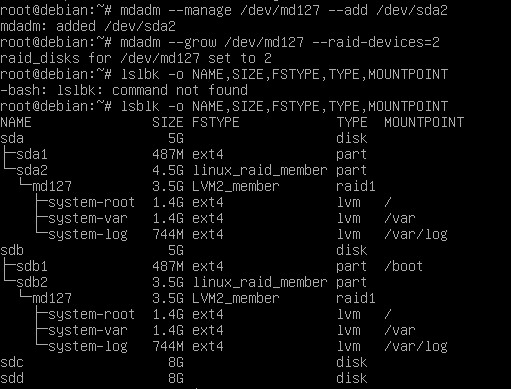 root@debian:~# mdadm --manage /dev/md127 --add /dev/sda2
mdadm: added /dev/sda2
root@debian:~# mdadm --grow /dev/md127 --raid-devices=2
raid_disks for /dev/md127 set to 2
root@debian:~# lslbk -o NAME,SIZE,FSTYPE,TYPE,MOUNTPOINT
-bash: lslbk: command not found
root@debian:~# lsblk -o NAME,SIZE,FSTYPE,TYPE,MOUNTPOINT
NAME                SIZE FSTYPE            TYPE  MOUNTPOINT
sda                   5G                   disk
├─sda1              487M ext4              part
└─sda2              4.5G linux_raid_member part
  └─md127           3.5G LVM2_member       raid1
    ├─system-root   1.4G ext4              lvm   /
    ├─system-var    1.4G ext4              lvm   /var
    └─system-log    744M ext4              lvm   /var/log
sdb                   5G                   disk
├─sdb1              487M ext4              part  /boot
└─sdb2              3.5G linux_raid_member part
  └─md127           3.5G LVM2_member       raid1
    ├─system-root   1.4G ext4              lvm   /
    ├─system-var    1.4G ext4              lvm   /var
    └─system-log    744M ext4              lvm   /var/log
sdc                   8G                   disk
sdd                   8G                   disk